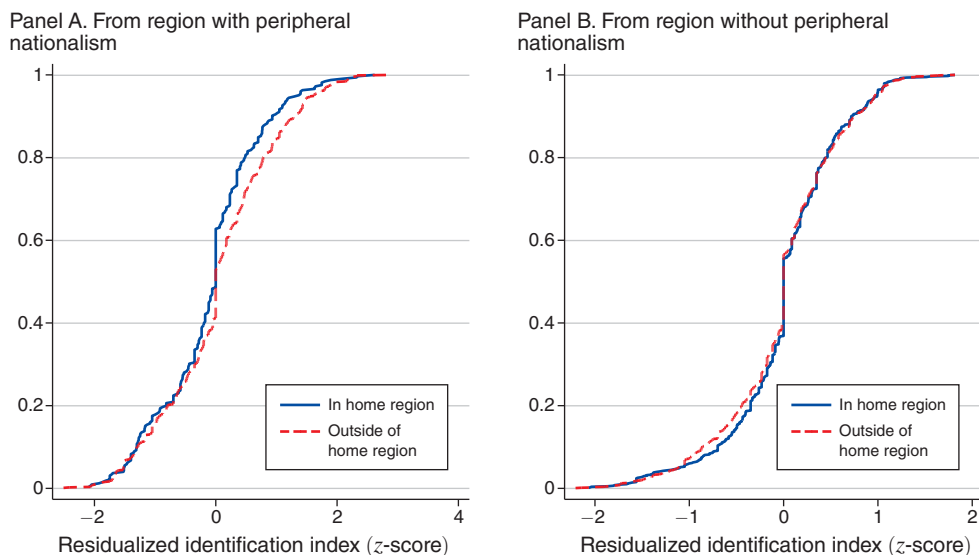 Panel A. From region with peripheral
nationalism
1
0.8
0.6
0.4
0.2
0
−2
0
2
4
In home region
Outside of
home region
Residualized identification index (z-score)
Panel B. From region without peripheral
nationalism
1
0.8
0.6
0.4
0.2
0
−2
−1
0
1
2
In home region
Outside of
home region
Residualized identification index (z-score)